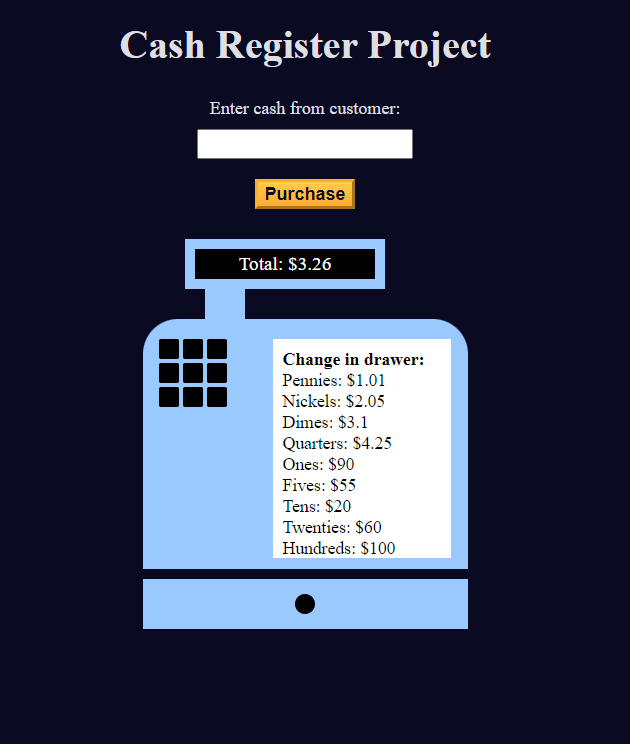 Cash Register Project
Enter cash from customer:
Purchase
Total: $3.26
Change in drawer:
Pennies: $1.01
Nickels: $2.05
Dimes: $3.1
Quarters: $4.25
Ones: $90
Fives: $55
Tens: $20
Twenties: $60
Hundreds: $100